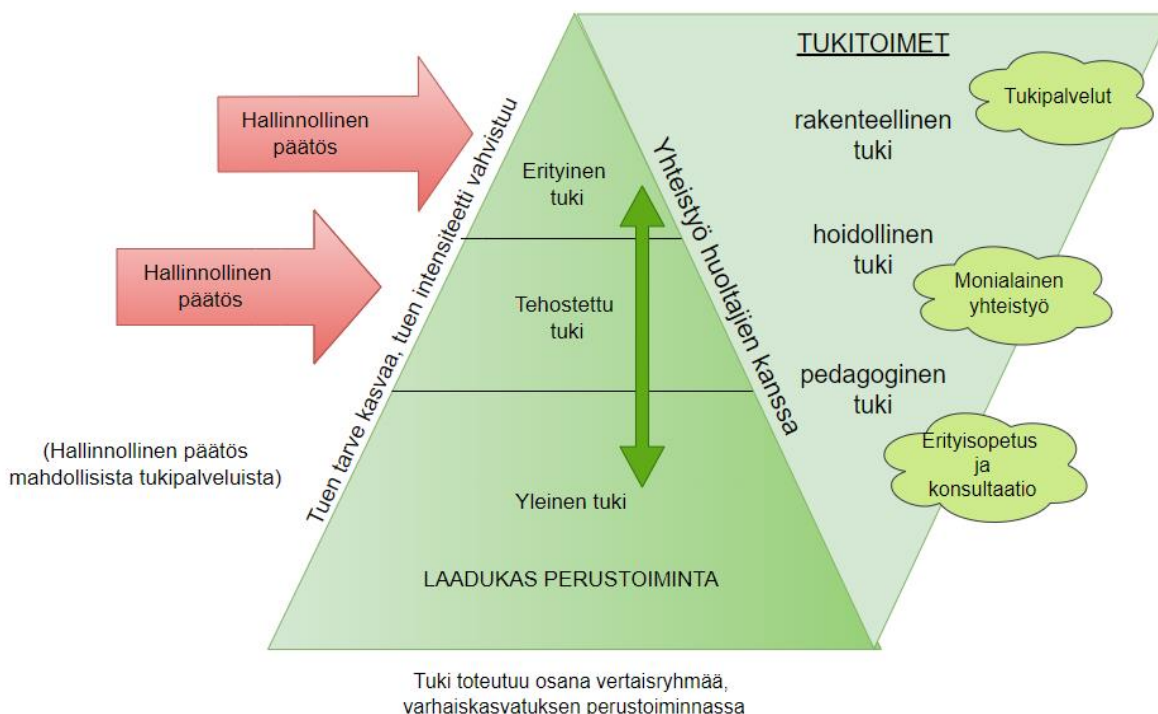 TUKITOIMET
Tukipalvelut
rakenteellinen
tuki
hoidollinen
tuki
Monialainen
yhteistyö
pedagoginen
tuki
Erityisopetus
ja
konsultaatio
Hallinnollinen
päätös
Hallinnollinen
päätös
(Hallinnollinen päätös
mahdollisista tukipalveluista)
Tuen tarve kasvaa, tuen intensiteetti vahvistuu
Yhteistyö huoltajien kanssa
Erityinen
tuki
Tehostettu
tuki
Yleinen tuki
LAADUKAS PERUSTOIMINTA
Tuki toteutuu osana vertaisryhmää,
varhaiskasvatuksen perustoiminnassa